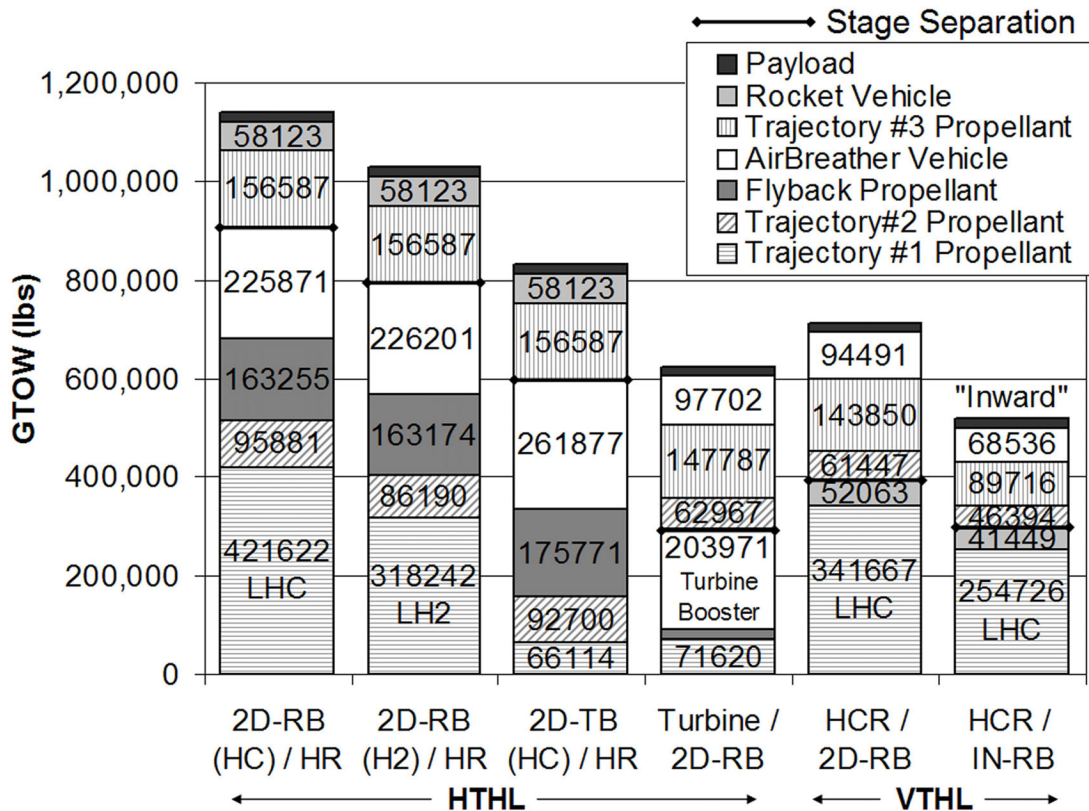 Stage Separation
Payload
Rocket Vehicle
Trajectory #3 Propellant
AirBreather Vehicle
Flyback Propellant
Trajectory#2 Propellant
Trajectory #1 Propellant
GTOW (lbs)
1,200,000
1,000,000
800,000
600,000
400,000
200,000
0
58123
156587
225871
163255
95881
421622
LHC
58123
156587
226201
163174
86190
318242
LH2
58123
156587
261877
175771
92700
66114
97702
147787
62967
203971
Turbine
Booster
71620
94491
143850
61447
52063
341667
LHC
"Inward"
68536
89716
46394
41449
254726
LHC
2D-RB
(HC) / HR
2D-RB
(H2) / HR
2D-TB
(HC) / HR
Turbine /
2D-RB
HCR /
2D-RB
HCR /
IN-RB
HTHL
VTHL